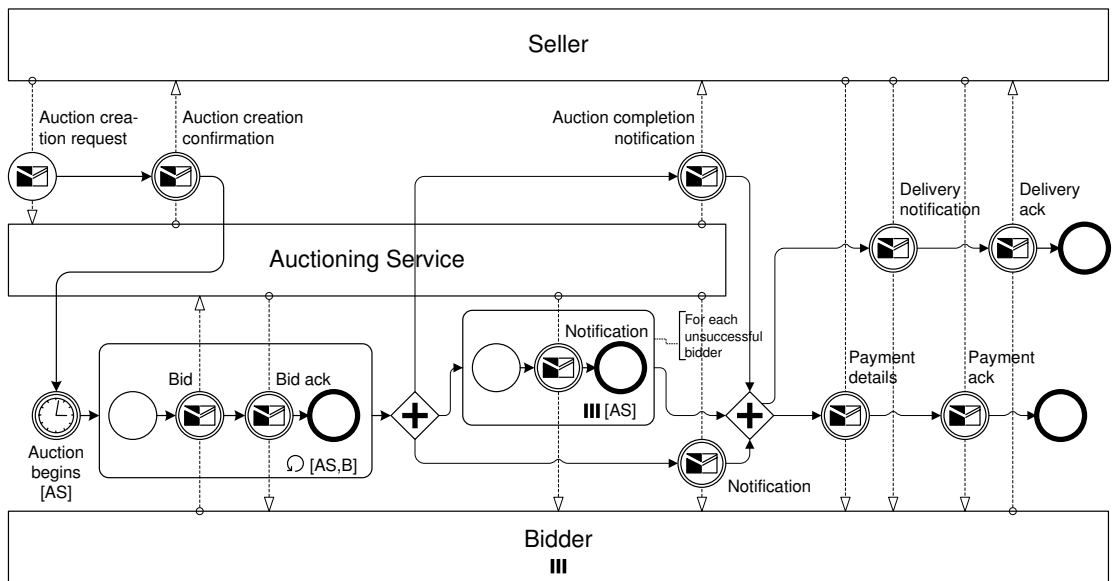 Seller
Auction crea-
tion request
Auction creation
confirmation
Auction completion
notification
Delivery
notification
Delivery
ack
Auctioning Service
Notification
For each
unsuccessful
bidder
Bid
Bid ack
Payment
details
Payment
ack
[AS]
Auction
begins
[AS]
[AS,B]
Notification
Bidder